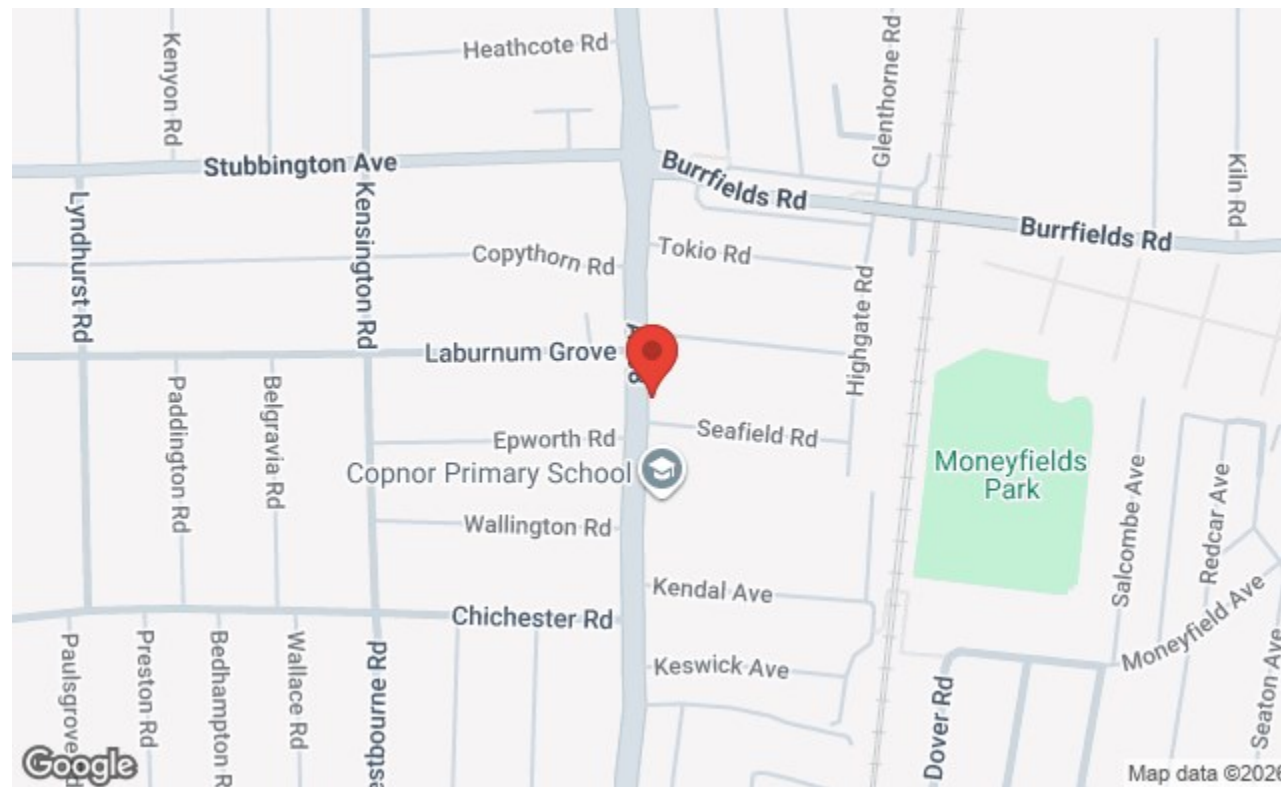 Heathcote Rd
Kenyon Rd
Glenthorne Rd
Stubbington Ave
Burrfields Rd
Kiln Rd
Lyndhurst Rd
Kensington Rd
Burrfields Rd
Copythorn Rd
Tokio Rd
Highgate Rd
Laburnum Grove
Paddington Rd
Belgravia Rd
Epworth Rd
Seafield Rd
Copnor Primary School
Moneyfields
Park
Salcombe Ave
Redcar Ave
Wallington Rd
Kendal Ave
Chichester Rd
Moneyfield Ave
Paulsgrove
Preston Rd
Bedhampton R
Wallace Rd
stbourne Rd
Keswick Ave
Dover Rd
Seaton Ave
Google
Map data ©2026